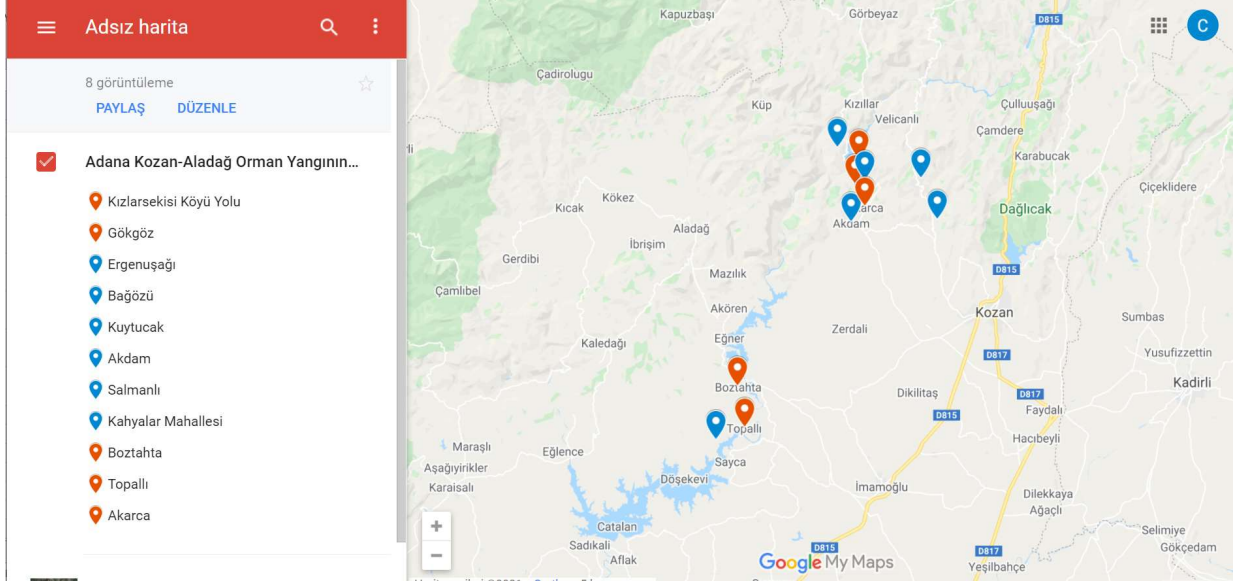 Adsız harita
8 görüntüleme
PAYLAŞ DÜZENLE
Adana Kozan-Aladağ Orman Yangının...
Kızlarsekisi Köyü Yolu
Gökgöz
Ergenuşağı
Bağözü
Kuytucak
Akdam
Salmanlı
Kahyalar Mahallesi
Boztahta
Topallı
Akarca
Kapuzbaşı
Görbeyaz
D815
C
Çadirolugu
Küp
Kızıllar
Velicanlı
Çulluuşağı
Çamdere
Karabucak
Çiçeklidere
Kökez
Kıcak
Aladağ
Akdam
Dağlıcak
İbrişim
Gerdibi
Mazılık
D815
Çamlıbel
Akören
Kozan
Sumbas
Zerdali
Eğner
Kaledağı
D817
Yusufizzettin
Kadirli
Boztahta
Dikilitaş
D817
D815
Faydalı
Topallı
Hacıbeyli
Maraşlı
Eğlence
Sayca
Aşağıyirikler
Karaisalı
Döşekevi
İmamoğlu
Dilekkaya
Ağaçlı
Catalan
Selimiye
Sadıkali
D815
D817
Gökçedam
Aflak
Google My Maps
Yeşilbahçe